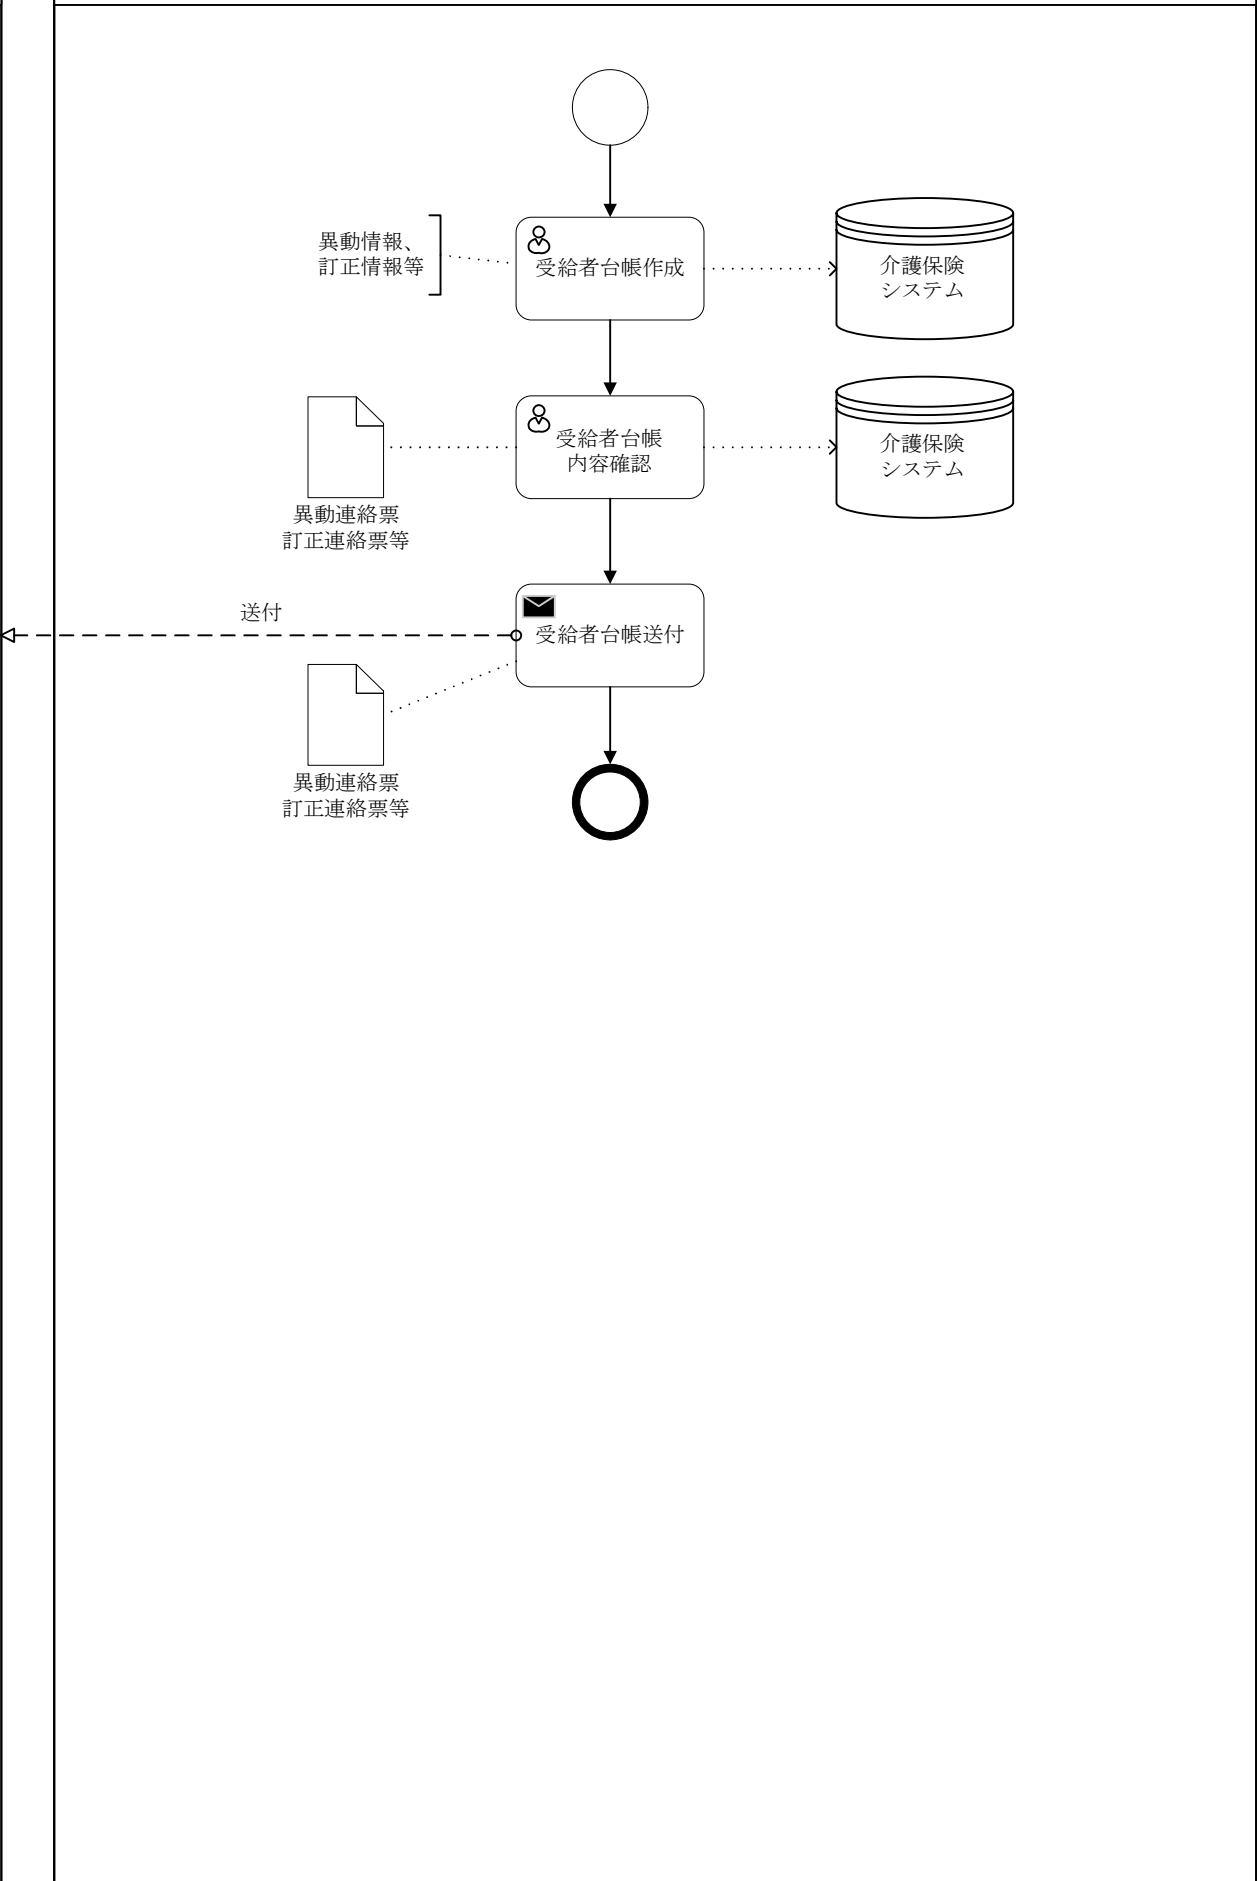 異動情報、
訂正情報等
受給者台帳作成
介護保険
システム
受給者台帳
内容確認
介護保険
システム
異動連絡票
訂正連絡票等
送付
受給者台帳送付
異動連絡票
訂正連絡票等